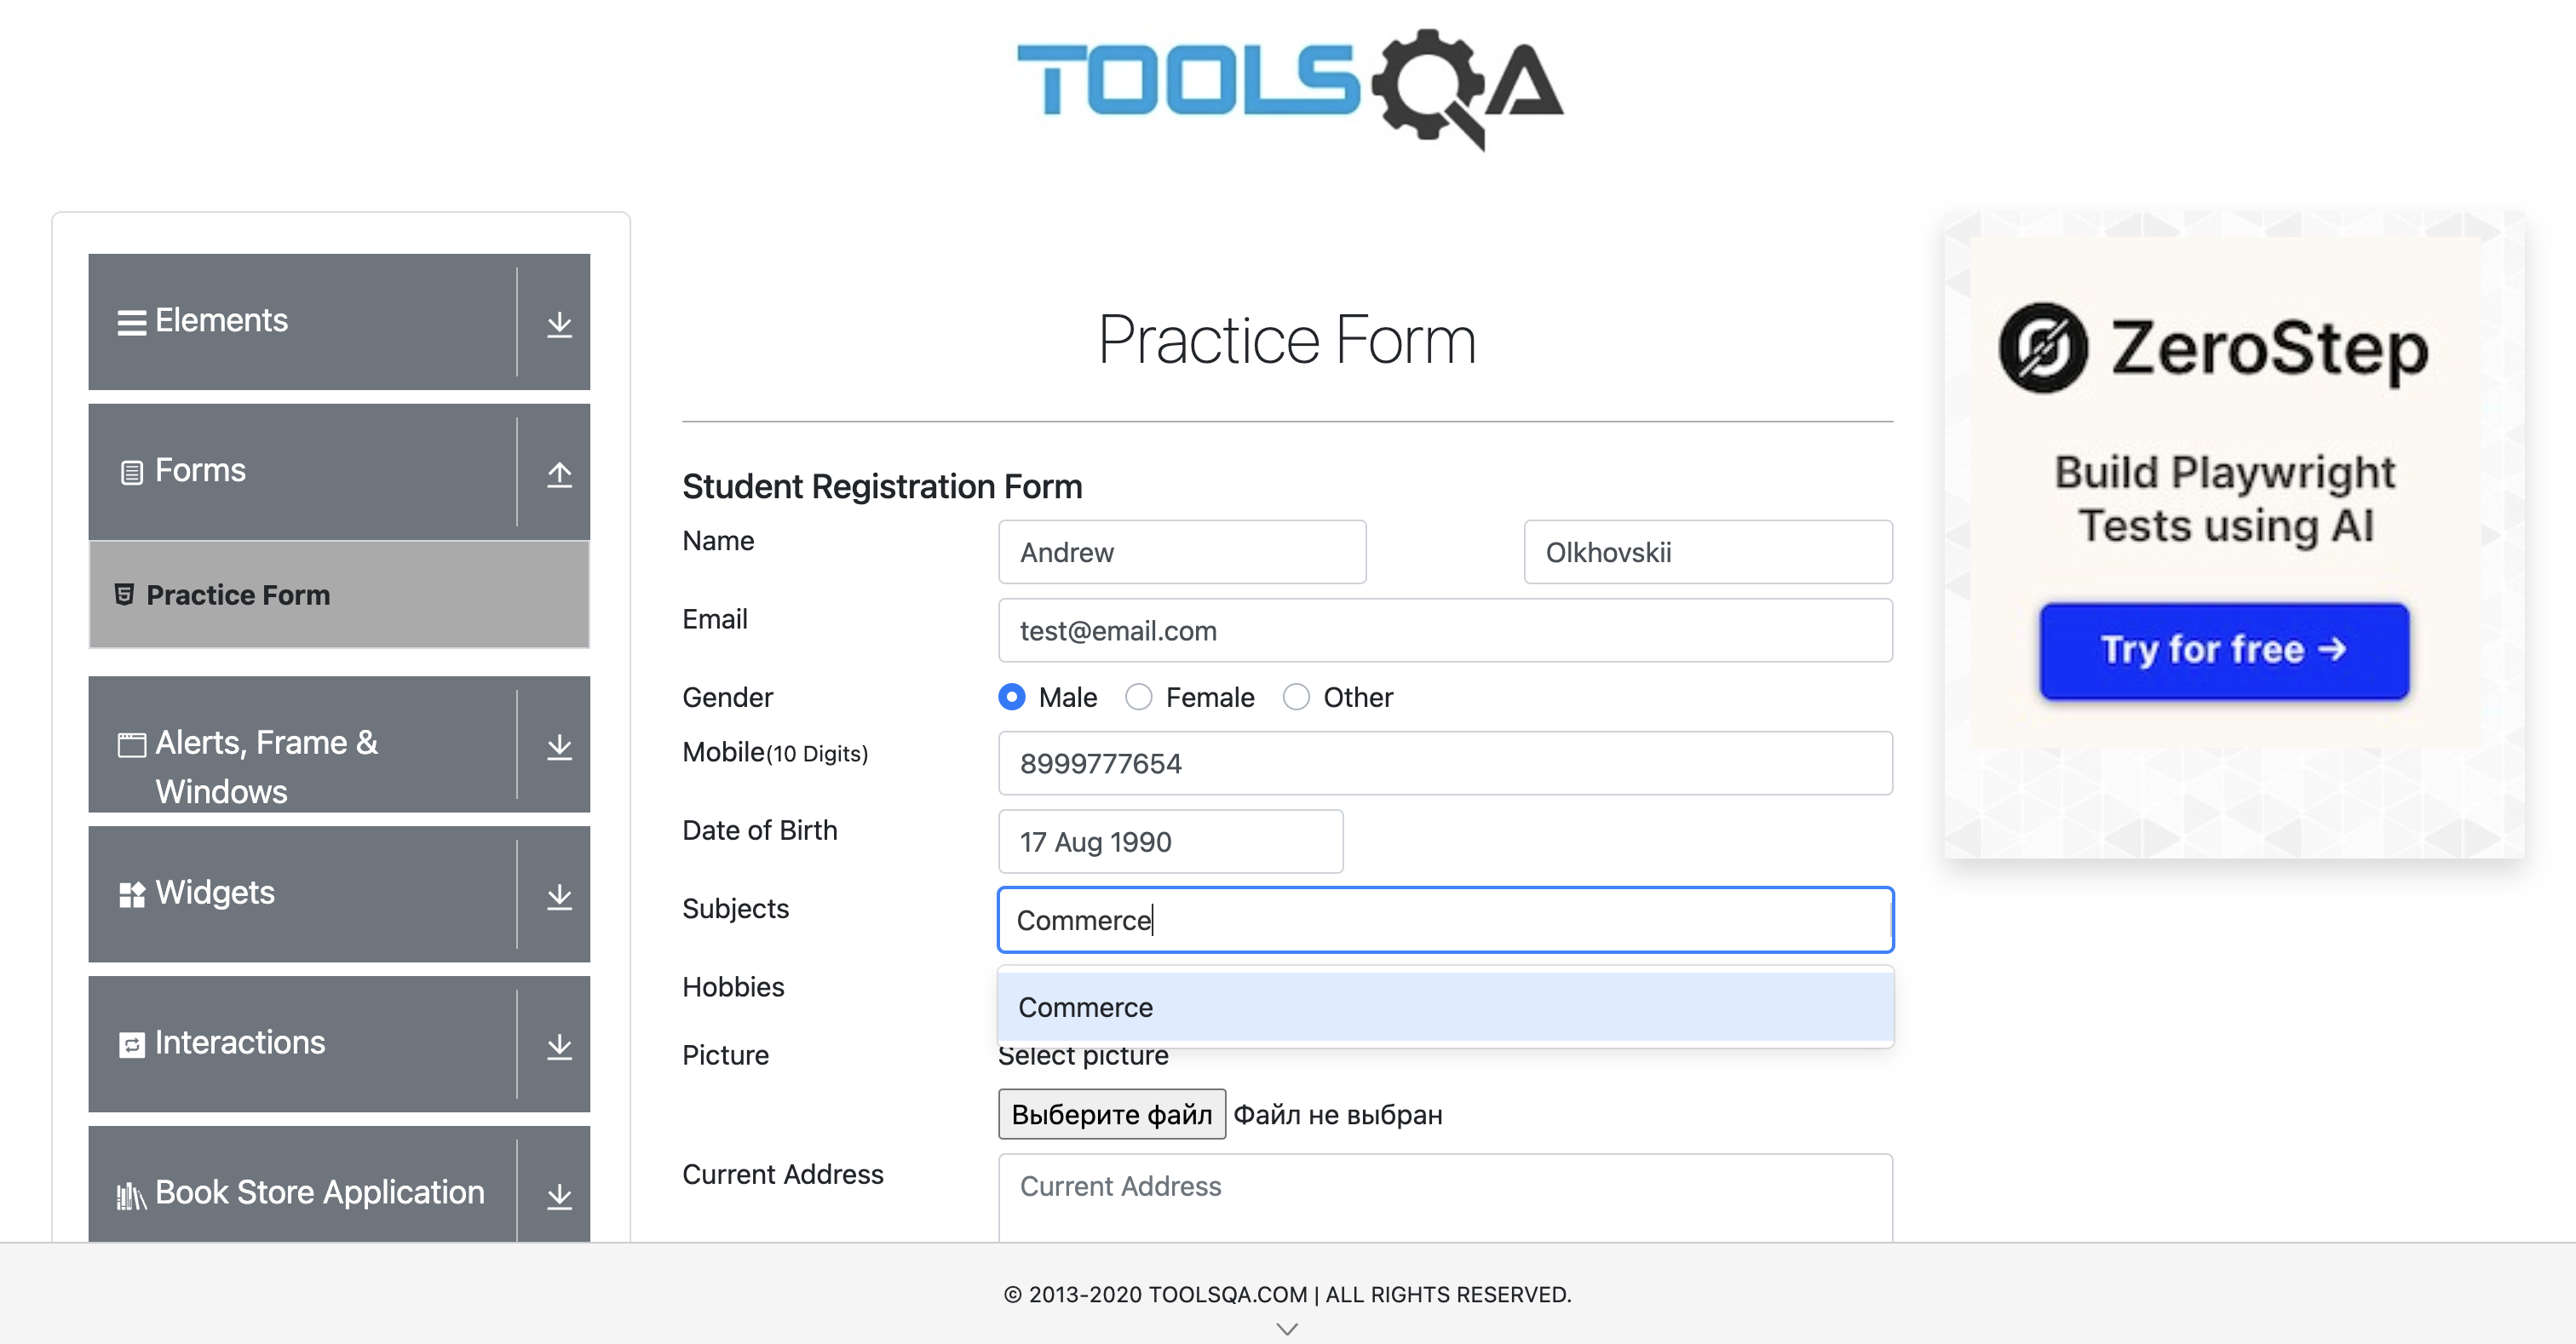 TOOLSQA
Elements
Forms
Practice Form
Alerts, Frame &
Windows
Widgets
Interactions
Book Store Application
Practice Form
Student Registration Form
Name
Andrew
Olkhovskii
Email
test@email.com
Gender
Male
Female
Other
Mobile(10 Digits)
8999777654
Date of Birth
17 Aug 1990
Subjects
Commerce
Hobbies
Commerce
Picture
Select picture
Выберите файл Файл не выбран
Current Address
Current Address
ZeroStep
Build Playwright
Tests using AI
Try for free →
© 2013-2020 TOOLSQA.COM | ALL RIGHTS RESERVED.